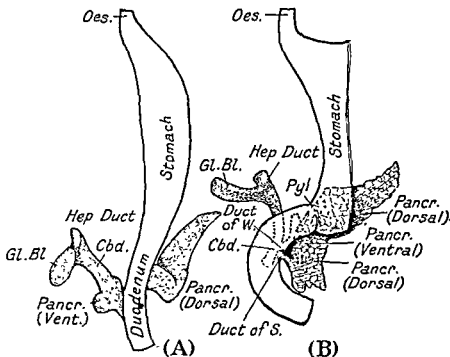 Oes.
Stomach
Hep Duct
Cbd.
Gl.Bl
Pancr.
(Vent.)
Duodenum
Pancr.
(Dorsal)
(A)
Oes.
Stomach
Hep Duct
Gl.Bl.
Pyl
Duct
of W.
Cbd.
Pancr.
(Dorsal)
Pancr.
(Ventral)
Pancr.
(Dorsal)
Duct of S.
(B)